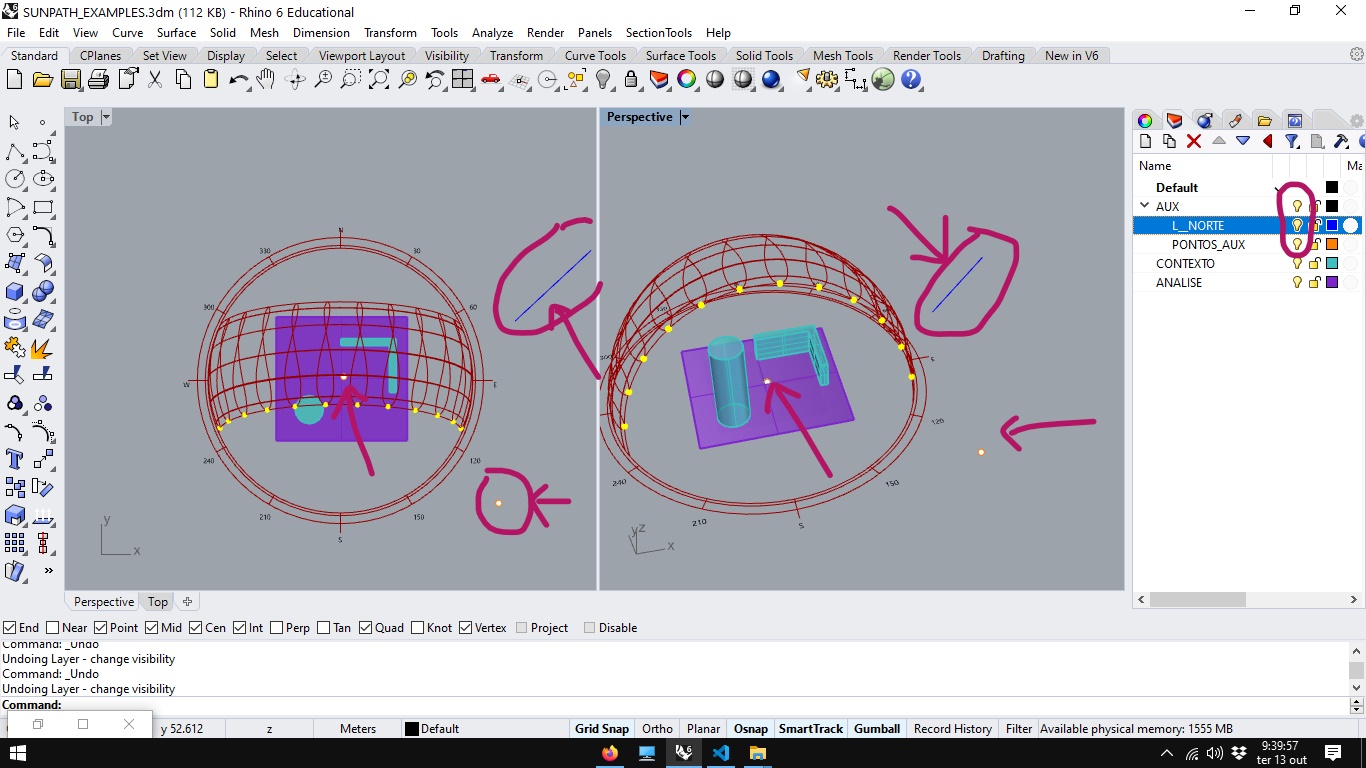 SUNPATH_EXAMPLES.3dm (112 KB) - Rhino 6 Educational
File Edit View Curve Surface Solid Mesh Dimension Transform Tools Analyze Render Panels SectionTools Help
Standard CPlanes Set View Display Select Viewport Layout Visibility Transform Curve Tools Surface Tools Solid Tools Mesh Tools Render Tools Drafting New in V6
Top
N
330
30
300
60
W
E
240
120
210
150
S
y
x
Perspective
300
E
120
240
150
210
S
y z
x
Name
Ma
Default
AUX
L__NORTE
PONTOS_AUX
CONTEXTO
ANALISE
Perspective Top
End Near Point Mid Cen Int Perp Tan Quad Knot Vertex Project Disable
Command: _Undo
Undoing Layer - change visibility
Command: _Undo
Undoing Layer - change visibility
Command:
y 52.612 z Meters Default Grid Snap Ortho Planar Osnap SmartTrack Gumball Record History Filter Available physical memory: 1555 MB
9:39:57
ter 13 out